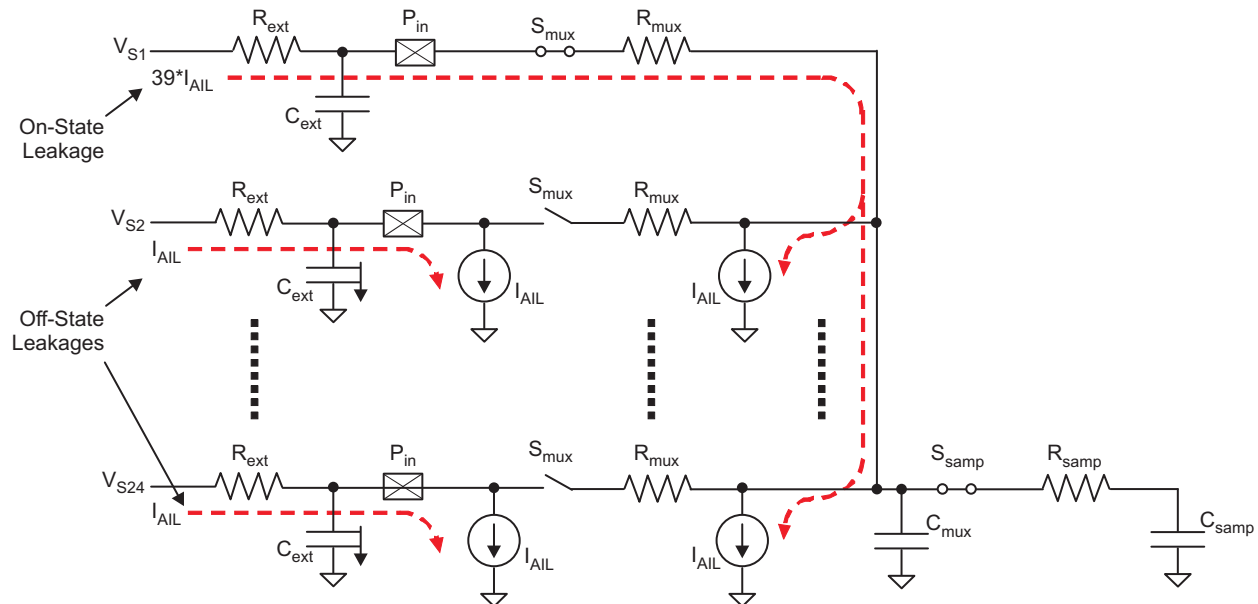 R_ext P_in S_mux R_mux
V_S1
39*I_AIL
C_ext
On-State
Leakage
R_ext P_in S_mux R_mux
V_S2
I_AIL
C_ext I_AIL I_AIL
Off-State
Leakages
R_ext P_in S_mux R_mux
V_S24
I_AIL
S_samp R_samp
C_ext I_AIL I_AIL C_mux C_samp